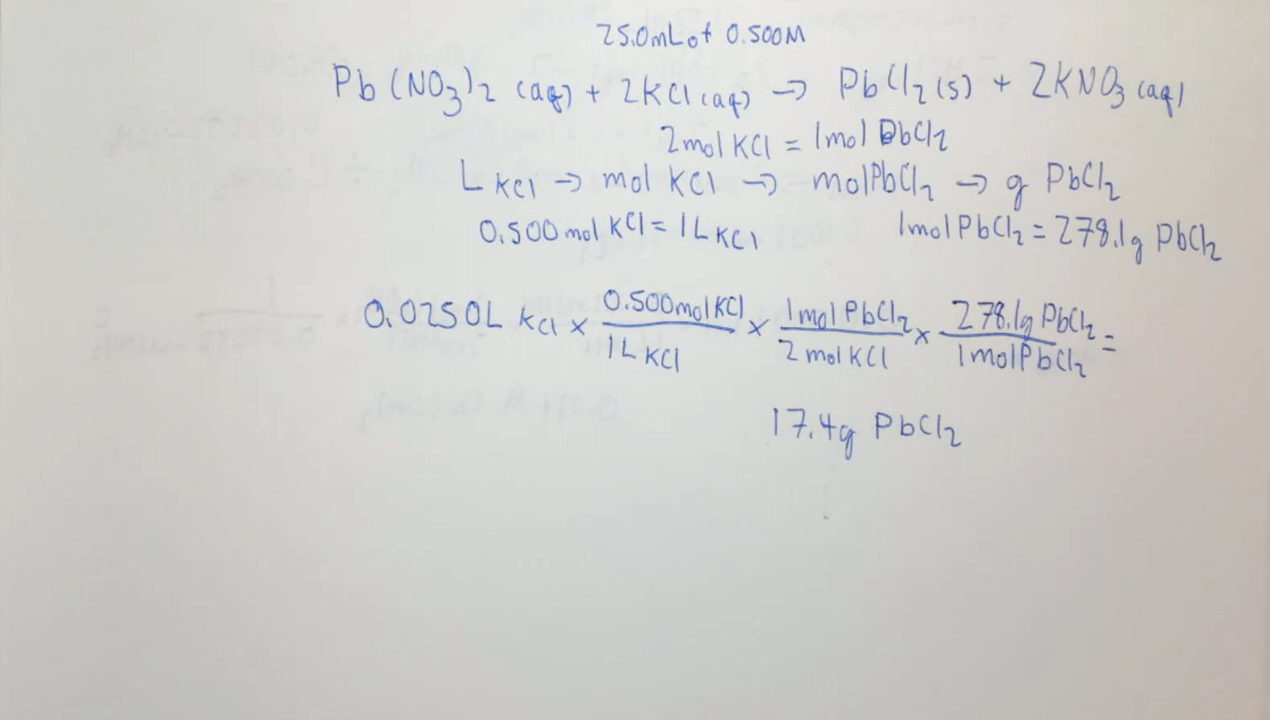 25.0mL of 0.500M
Pb(NO3)2 (aq) + 2KCl (aq) → PbCl2 (s) + 2KNO3 (aq)
2mol KCl = 1mol PbCl2
L KCl → mol KCl → mol PbCl2 → g PbCl2
0.500 mol KCl = 1L KCl 1mol PbCl2 = 278.1g PbCl2
0.0250L KCl x 0.500mol KCl / 1L KCl x 1mol PbCl2 / 2mol KCl x 278.1g PbCl2 / 1mol PbCl2 =
17.4g PbCl2